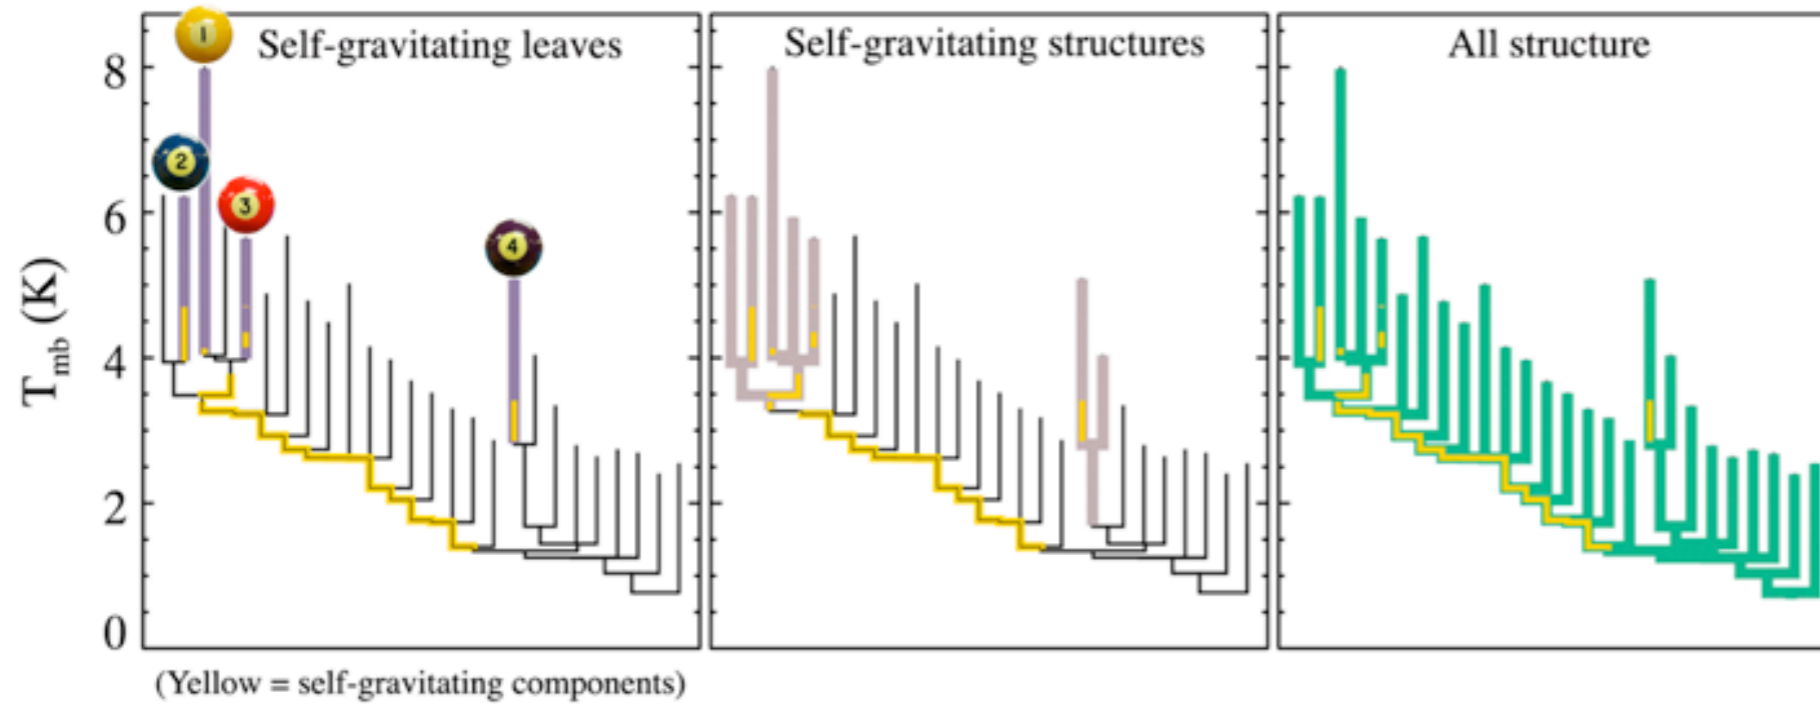 Self-gravitating leaves
Self-gravitating structures
All structure
1
2
3
4
8
6
4
2
0
Tmb (K)
(Yellow = self-gravitating components)